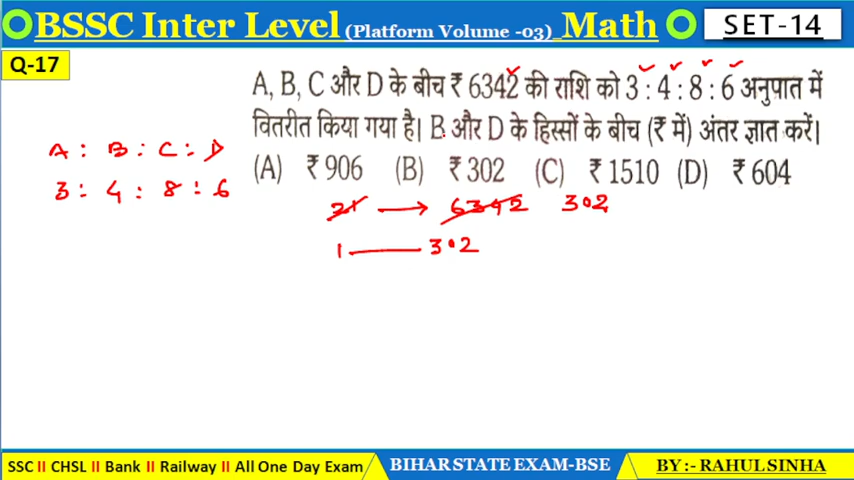 BSSC Inter Level (Platform Volume -03) Math
SET-14
Q-17
A, B, C और D के बीच ₹ 6342 की राशि को 3 : 4 : 8 : 6 अनुपात में
वितरीत किया गया है। B और D के हिस्सों के बीच (₹ में) अंतर ज्ञात करें।
(A) ₹ 906 (B) ₹ 302 (C) ₹ 1510 (D) ₹ 604
A : B : C : D
3 : 4 : 8 : 6
21 → 6342 302
1 — 302
SSC II CHSL II Bank II Railway II All One Day Exam
BIHAR STATE EXAM-BSE
BY :- RAHUL SINHA